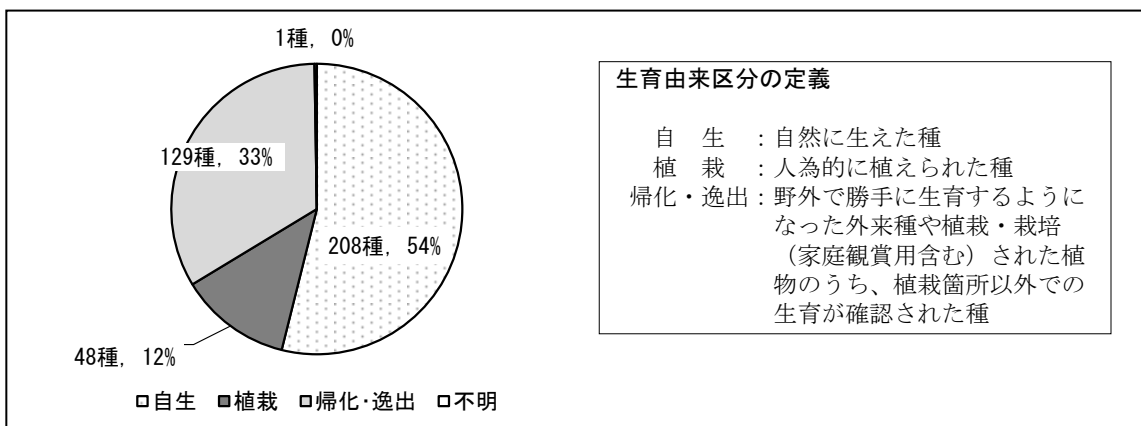 1種, 0%
129種, 33%
208種, 54%
48種, 12%
□自生 ■植栽 □帰化・逸出 □不明
生育由来区分の定義
自　生　：自然に生えた種
植　栽　：人為的に植えられた種
帰化・逸出：野外で勝手に生育するように
なった外来種や植栽・栽培
（家庭観賞用含む）された植
物のうち、植栽箇所以外での
生育が確認された種